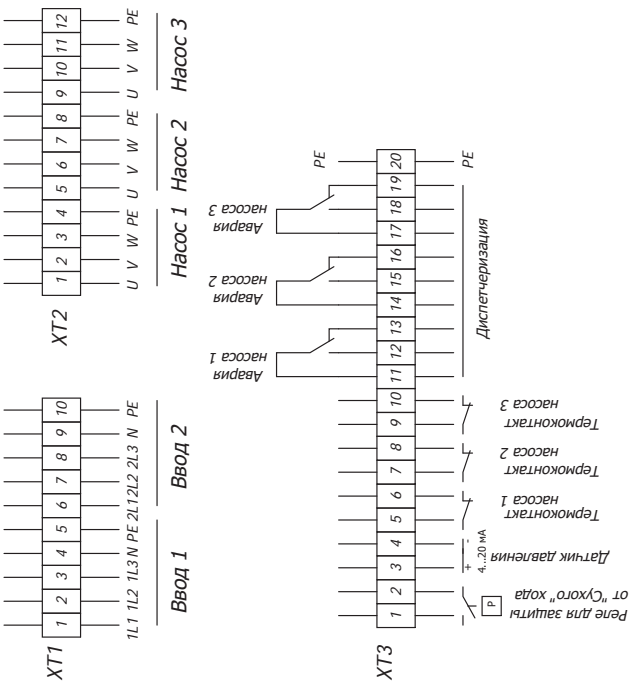 XT1
1 2 3 4 5 6 7 8 9 10
1L1 1L2 1L3 N PE 2L1 2L2 2L3 N PE
Ввод 1 Ввод 2
XT2
1 2 3 4 5 6 7 8 9 10 11 12
U V W PE U V W PE U V W PE
Насос 1 Насос 2 Насос 3
XT3
Авария
насоса 1
Авария
насоса 2
Авария
насоса 3
PE
1 2 3 4 5 6 7 8 9 10 11 12 13 14 15 16 17 18 19 20
P
Реле для защиты
от "Сухого" хода
+ -
4...20 мА
Датчик давления
Термоконтакт
насоса 1
Термоконтакт
насоса 2
Термоконтакт
насоса 3
Диспетчеризация
PE